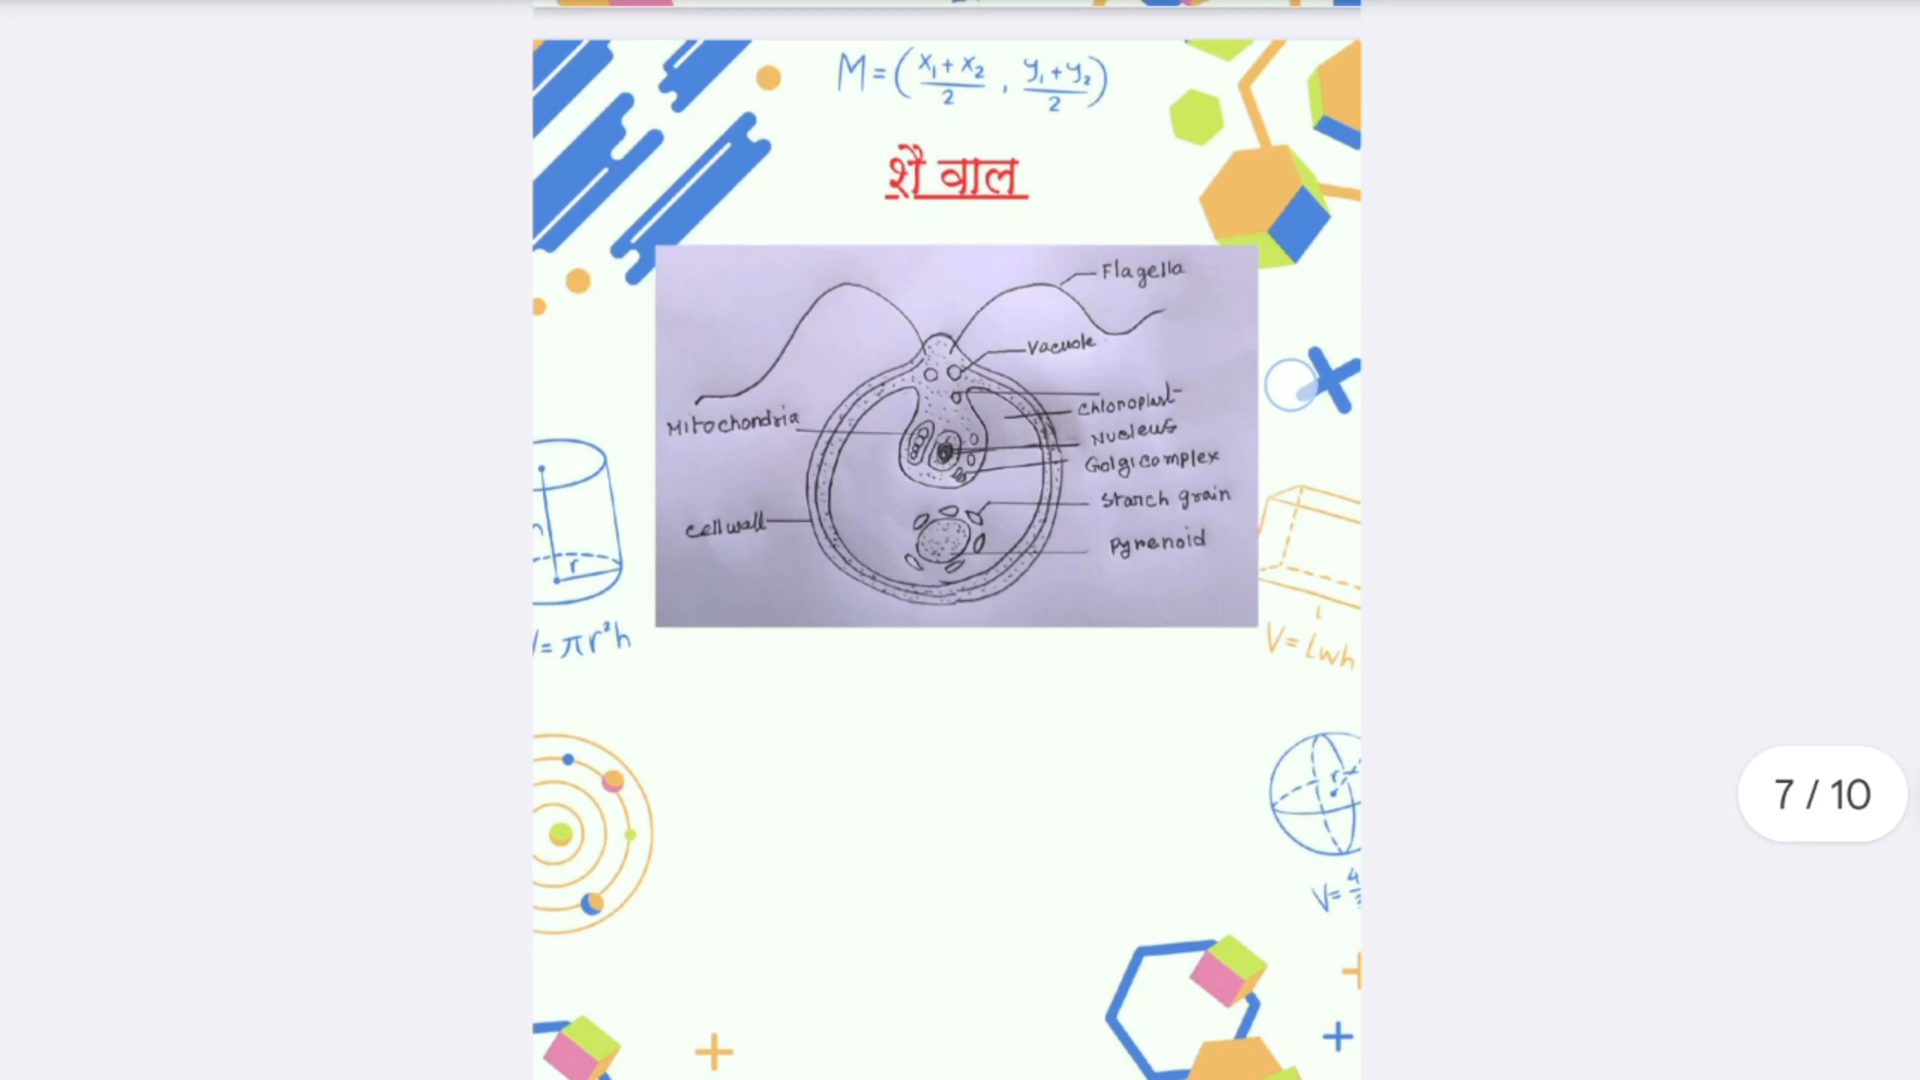 M = (x₁ + x₂ / 2 , y₁ + y₂ / 2)
शैवाल
Flagella
Vacuole
Chloroplast
Mitochondria
Nucleus
Golgi complex
Starch grain
Cell wall
Pyrenoid
h
r
V = πr²h
l
V = Lwh
r
V = 4
7 / 10